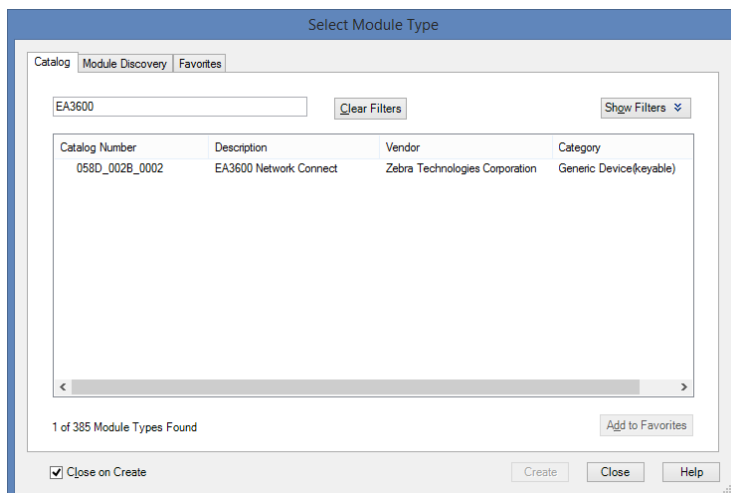 Select Module Type
Catalog Module Discovery Favorites
EA3600 Clear Filters Show Filters
Catalog Number Description Vendor Category
058D_002B_0002 EA3600 Network Connect Zebra Technologies Corporation Generic Device(keyable)
1 of 385 Module Types Found Add to Favorites
Close on Create Create Close Help